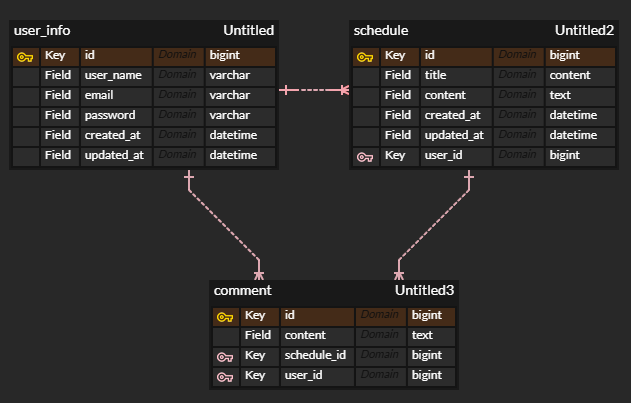 user_info Untitled
Key id Domain bigint
Field user_name Domain varchar
Field email Domain varchar
Field password Domain varchar
Field created_at Domain datetime
Field updated_at Domain datetime
schedule Untitled2
Key id Domain bigint
Field title Domain content
Field content Domain text
Field created_at Domain datetime
Field updated_at Domain datetime
Key user_id Domain bigint
comment Untitled3
Key id Domain bigint
Field content Domain text
Key schedule_id Domain bigint
Key user_id Domain bigint